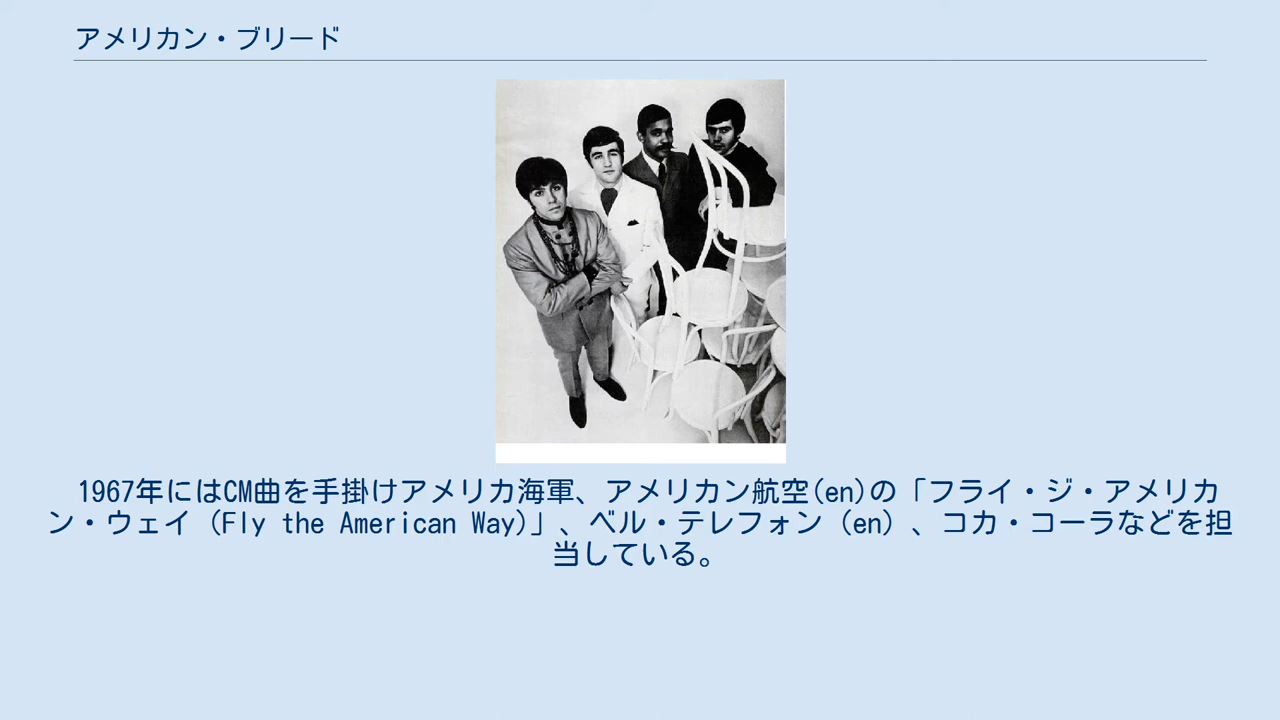 アメリカン・ブリード
1967年にはCM曲を手掛けアメリカ海軍、アメリカン航空(en)の「フライ・ジ・アメリカ
ン・ウェイ（Fly the American Way)」、ベル・テレフォン（en）、コカ・コーラなどを担
当している。